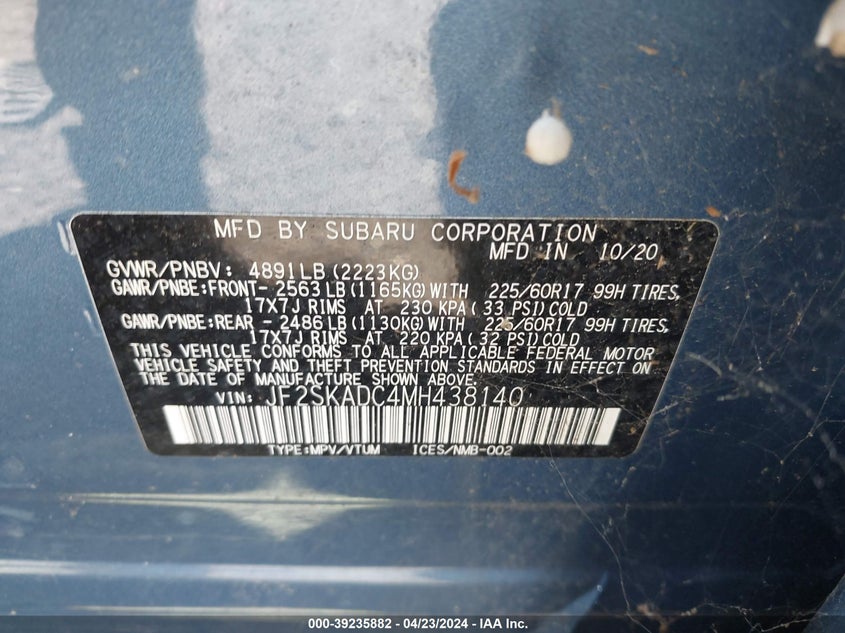 MFD BY SUBARU CORPORATION
MFD IN 10/20
GVWR/PNBV: 4891LB(2223KG)
GAWR/PNBE:FRONT- 2563LB(1165KG)WITH 225/60R17 99H TIRES,
17X7J RIMS AT 230 KPA( 33 PSI)COLD
GAWR/PNBE:REAR - 2486LB(1130KG)WITH 225/60R17 99H TIRES,
17X7J RIMS AT 220 KPA( 32 PSI)COLD
THIS VEHICLE CONFORMS TO ALL APPLICABLE FEDERAL MOTOR
VEHICLE SAFETY AND THEFT PREVENTION STANDARDS IN EFFECT ON
THE DATE OF MANUFACTURE SHOWN ABOVE.
VIN: JF2SKADC4MH438140
TYPE:MPV/VTUM ICES/NMB-002
000-39235882 - 04/23/2024 - IAA Inc.